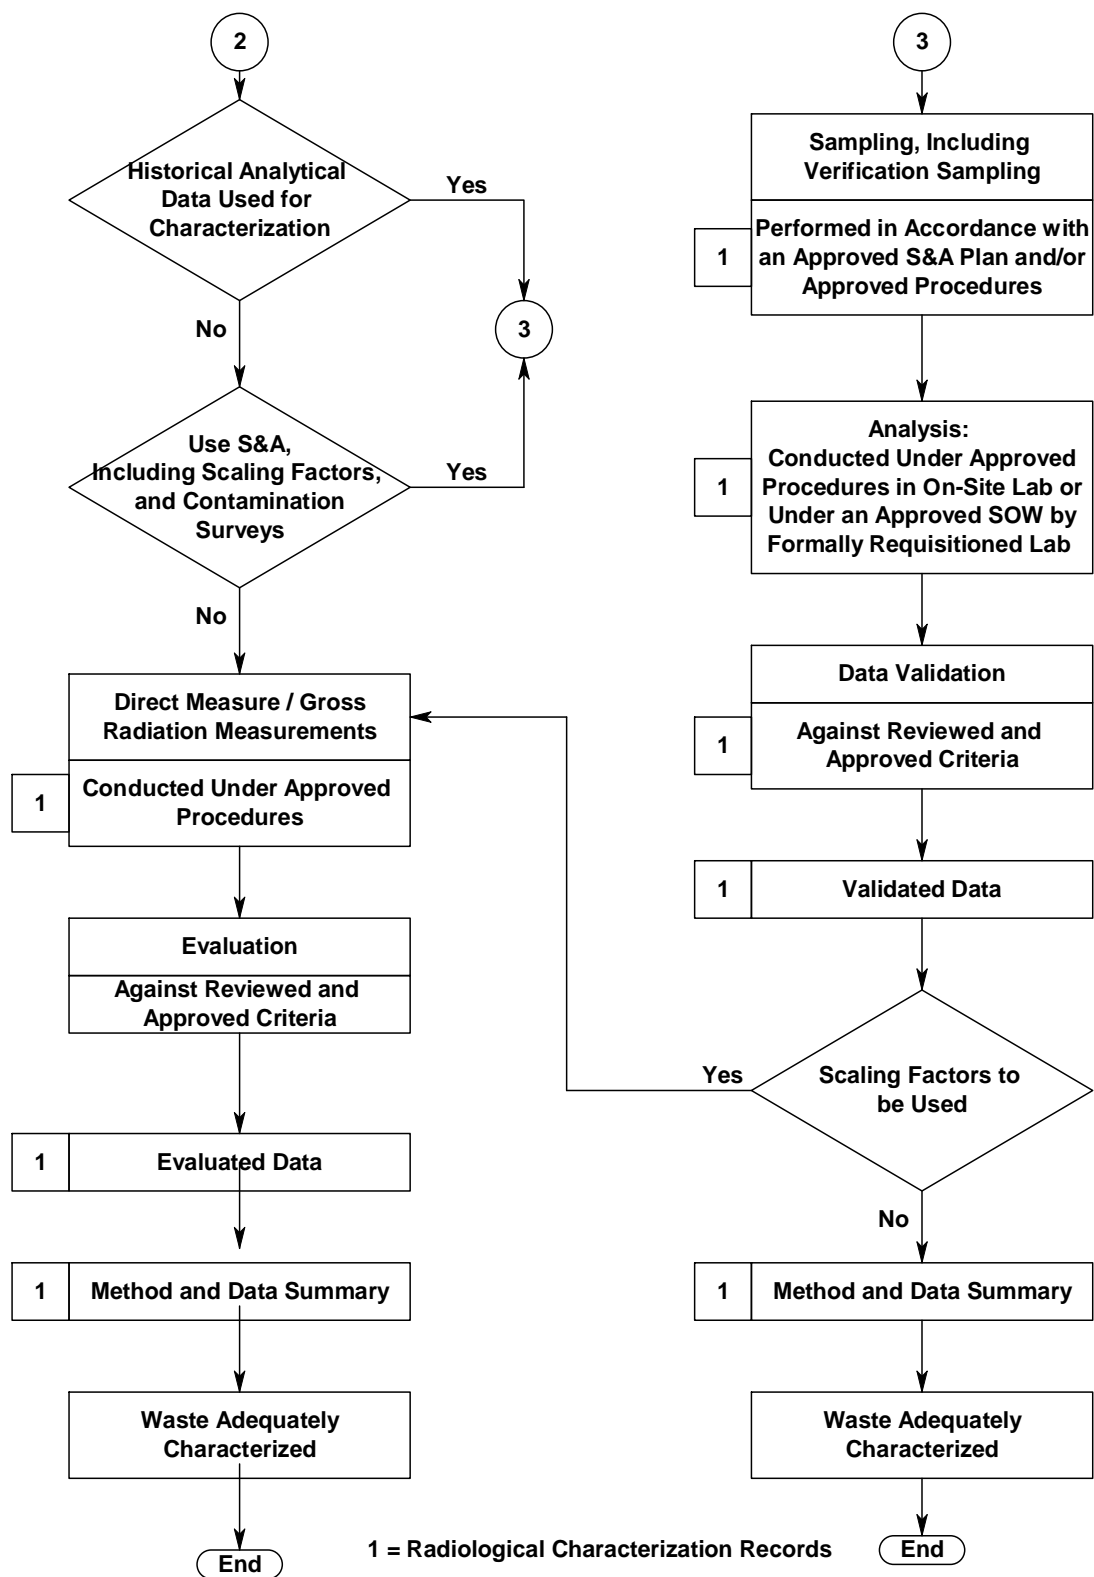 2
Historical Analytical
Data Used for
Characterization
Yes
No
3
Use S&A,
Including Scaling Factors,
and Contamination
Surveys
Yes
No
Direct Measure / Gross
Radiation Measurements
1
Conducted Under Approved
Procedures
Evaluation
Against Reviewed and
Approved Criteria
1
Evaluated Data
1
Method and Data Summary
Waste Adequately
Characterized
End
3
Sampling, Including
Verification Sampling
1
Performed in Accordance with
an Approved S&A Plan and/or
Approved Procedures
1
Analysis:
Conducted Under Approved
Procedures in On-Site Lab or
Under an Approved SOW by
Formally Requisitioned Lab
Data Validation
1
Against Reviewed and
Approved Criteria
1
Validated Data
Yes
Scaling Factors to
be Used
No
1
Method and Data Summary
Waste Adequately
Characterized
End
1 = Radiological Characterization Records